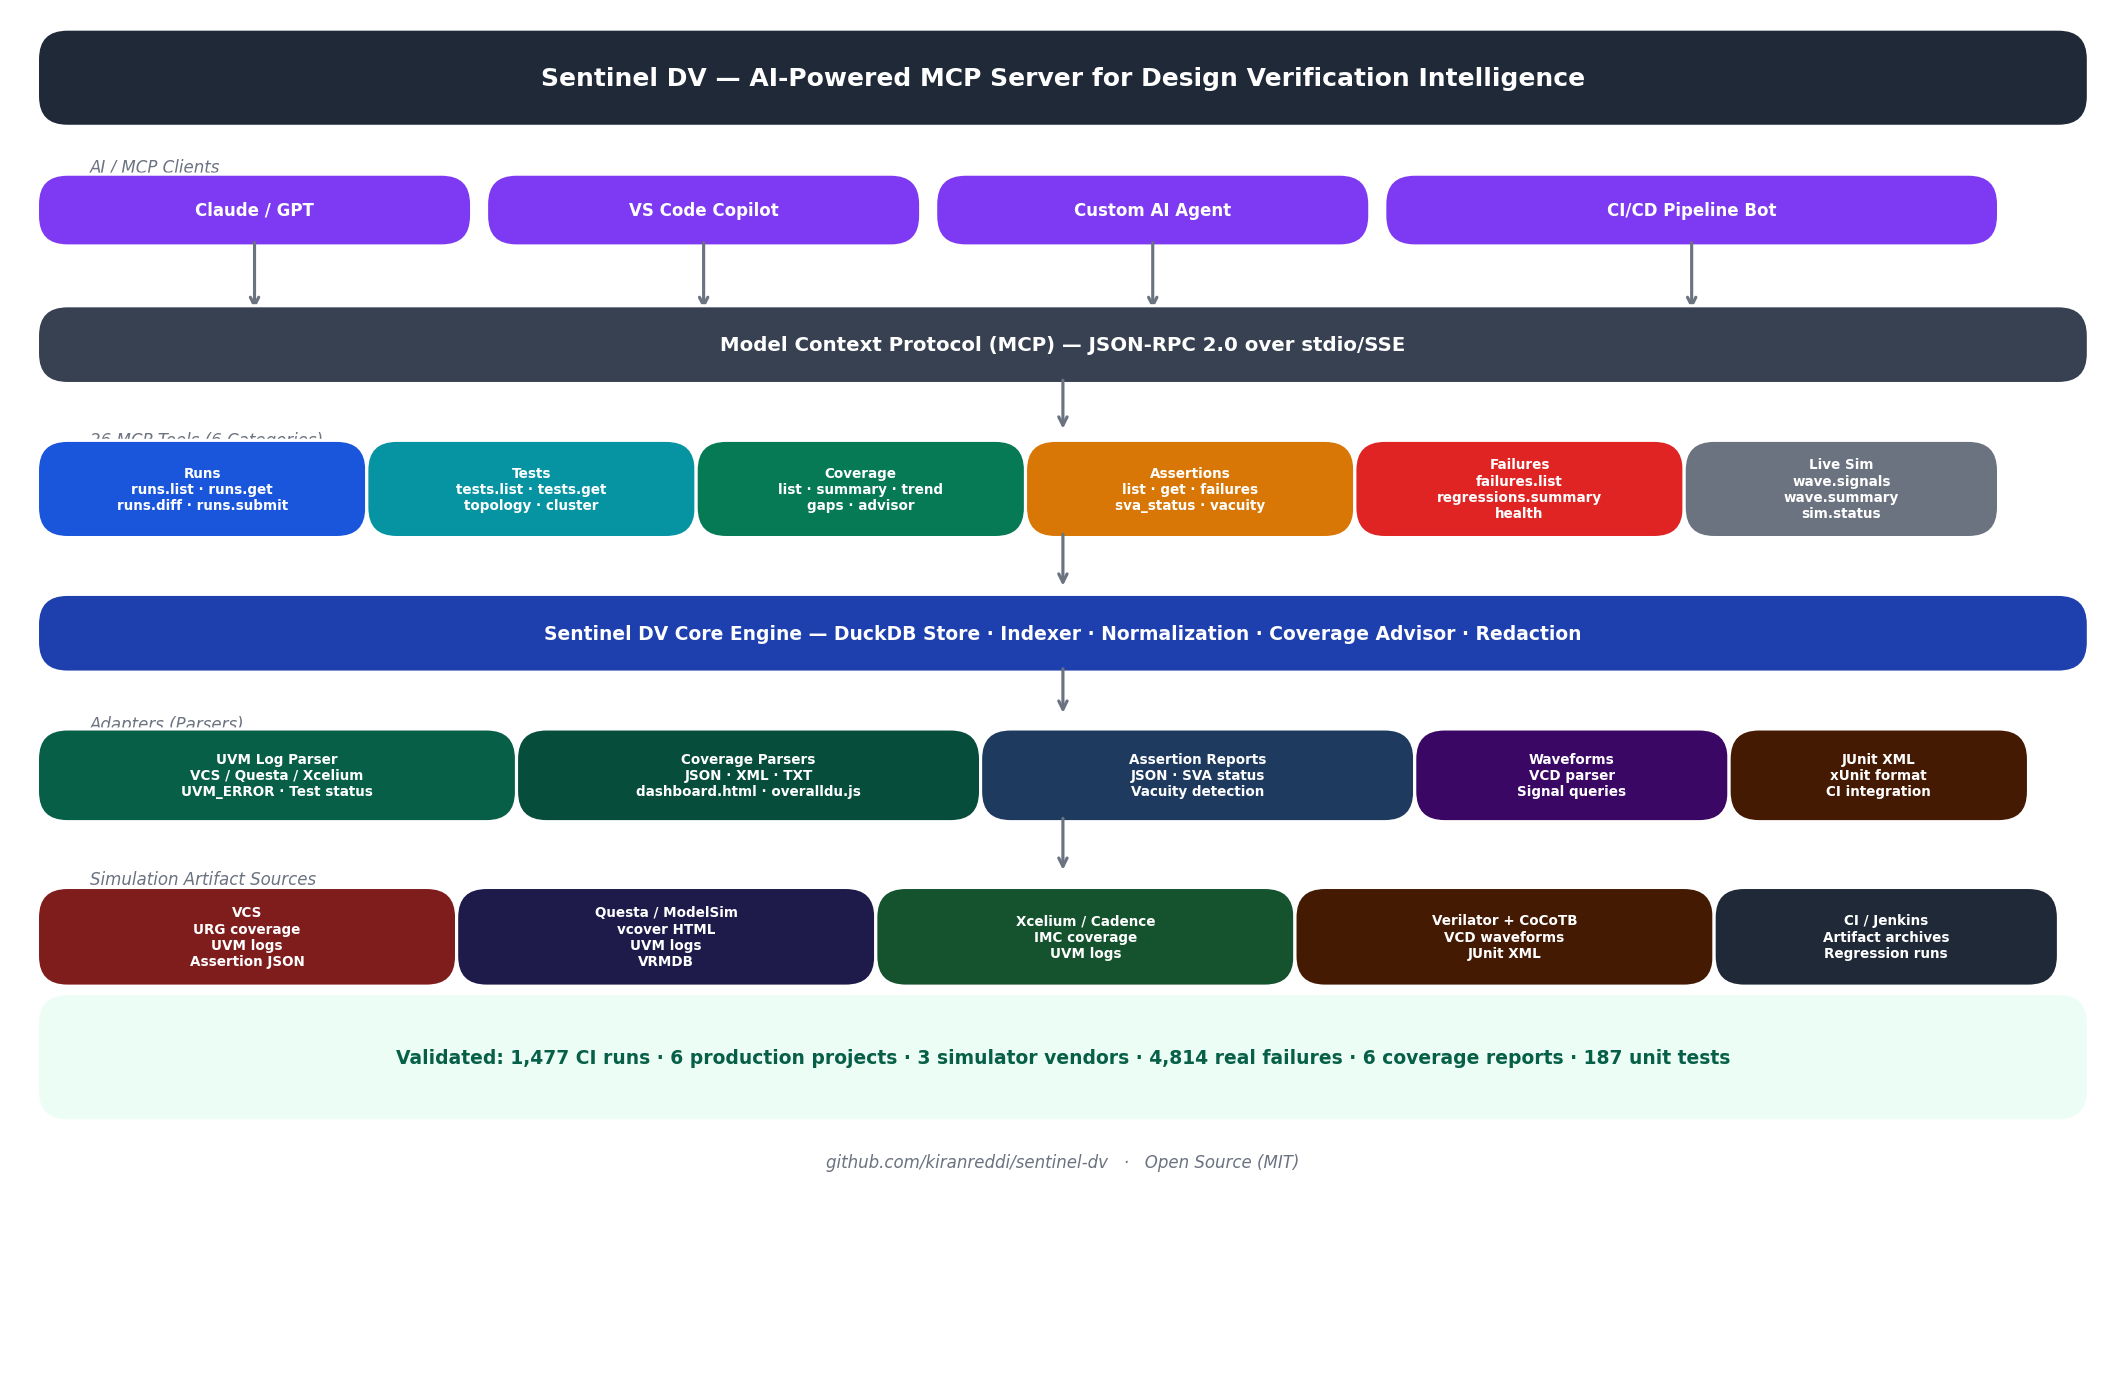 Sentinel DV — AI-Powered MCP Server for Design Verification Intelligence
AI / MCP Clients
Claude / GPT
VS Code Copilot
Custom AI Agent
CI/CD Pipeline Bot
Model Context Protocol (MCP) — JSON-RPC 2.0 over stdio/SSE
26 MCP Tools (6 Categories)
Runs
runs.list · runs.get
runs.diff · runs.submit
Tests
tests.list · tests.get
topology · cluster
Coverage
list · summary · trend
gaps · advisor
Assertions
list · get · failures
sva_status · vacuity
Failures
failures.list
regressions.summary
health
Live Sim
wave.signals
wave.summary
sim.status
Sentinel DV Core Engine — DuckDB Store · Indexer · Normalization · Coverage Advisor · Redaction
Adapters (Parsers)
UVM Log Parser
VCS / Questa / Xcelium
UVM_ERROR · Test status
Coverage Parsers
JSON · XML · TXT
dashboard.html · overalldu.js
Assertion Reports
JSON · SVA status
Vacuity detection
Waveforms
VCD parser
Signal queries
JUnit XML
xUnit format
CI integration
Simulation Artifact Sources
VCS
URG coverage
UVM logs
Assertion JSON
Questa / ModelSim
vcover HTML
UVM logs
VRMDB
Xcelium / Cadence
IMC coverage
UVM logs
Verilator + CoCoTB
VCD waveforms
JUnit XML
CI / Jenkins
Artifact archives
Regression runs
Validated: 1,477 CI runs · 6 production projects · 3 simulator vendors · 4,814 real failures · 6 coverage reports · 187 unit tests
github.com/kiranreddi/sentinel-dv · Open Source (MIT)